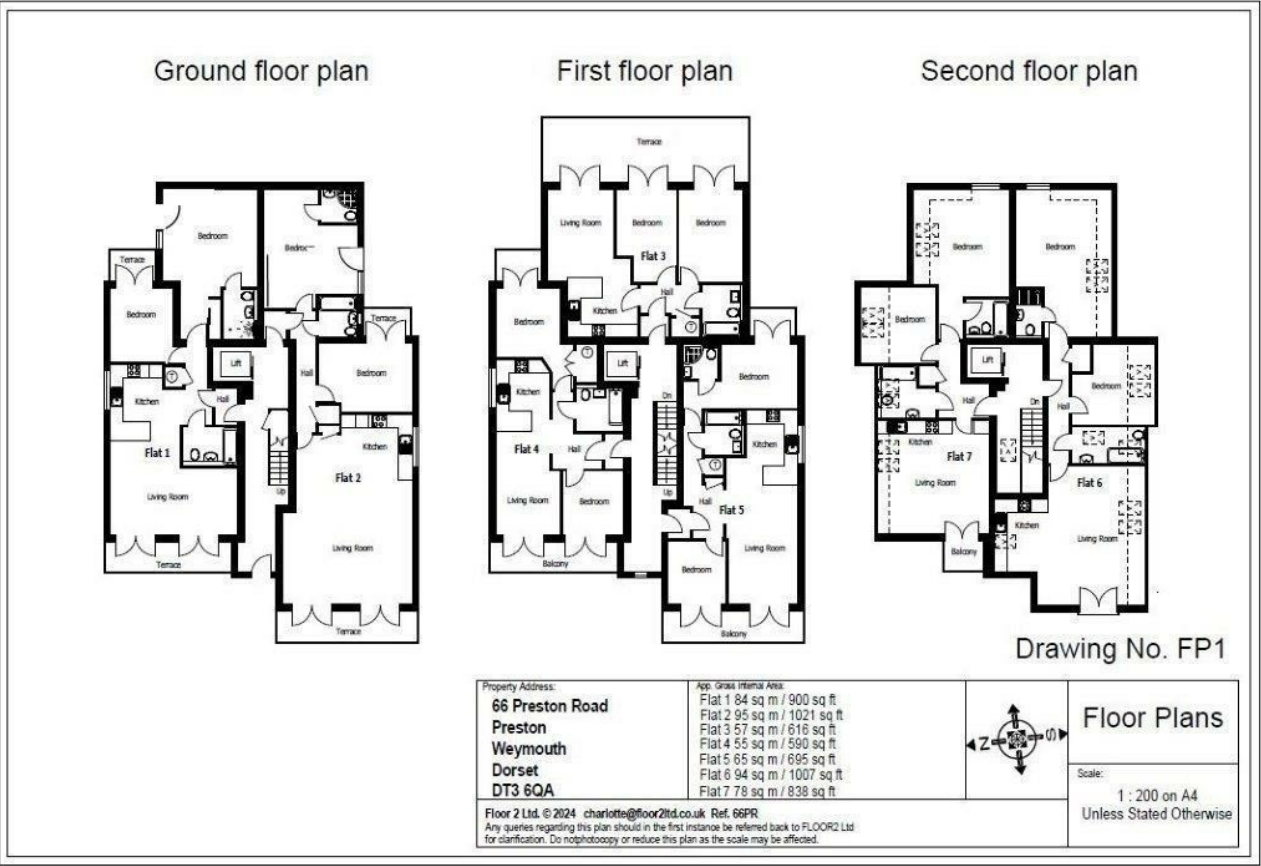 Ground floor plan
First floor plan
Second floor plan
Bedroom
Terrace
Bedroom
Bedroom
Terrace
Lift
Hall
Bedroom
Kitchen
T
Hall
Flat 1
Living Room
Kitchen
Flat 2
Up
Living Room
Terrace
Terrace
Terrace
Living Room
Bedroom
Bedroom
Flat 3
Hall
Kitchen
T
Bedroom
T
Lift
Kitchen
Bedroom
Dn
Flat 4
Hall
Kitchen
T
Living Room
Bedroom
Up
Hall
Flat 5
Living Room
Balcony
Bedroom
Balcony
Bedroom
Bedroom
Bedroom
Lift
Bedroom
Hall
Dn
Hall
Kitchen
Flat 7
Living Room
Flat 6
Kitchen
Living Room
Balcony
Drawing No. FP1
Property Address:
66 Preston Road
Preston
Weymouth
Dorset
DT3 6QA
App. Gross Internal Area:
Flat 1 84 sq m / 900 sq ft
Flat 2 95 sq m / 1021 sq ft
Flat 3 57 sq m / 616 sq ft
Flat 4 55 sq m / 590 sq ft
Flat 5 65 sq m / 695 sq ft
Flat 6 94 sq m / 1007 sq ft
Flat 7 78 sq m / 838 sq ft
N
S
Floor Plans
Scale:
1 : 200 on A4
Unless Stated Otherwise
Floor 2 Ltd. © 2024 charlotte@floor2ltd.co.uk Ref. 66PR
Any queries regarding this plan should in the first instance be referred back to FLOOR2 Ltd
for clarification. Do notphotocopy or reduce this plan as the scale may be affected.